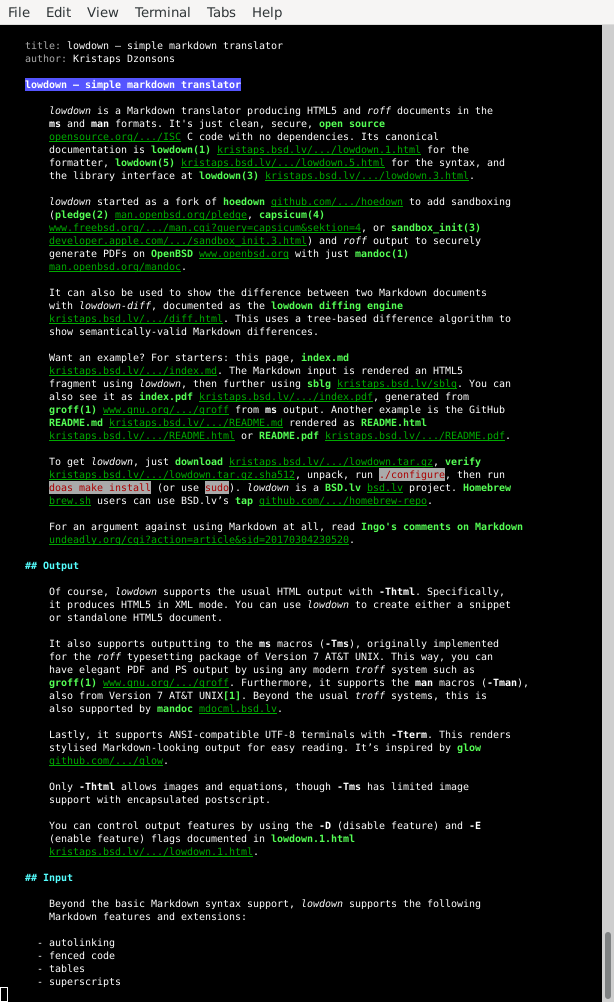 File Edit View Terminal Tabs Help
title: lowdown — simple markdown translator
author: Kristaps Dzonsons
lowdown — simple markdown translator
lowdown is a Markdown translator producing HTML5 and roff documents in the
ms and man formats. It's just clean, secure, open source
opensource.org/.../ISC C code with no dependencies. Its canonical
documentation is lowdown(1) kristaps.bsd.lv/.../lowdown.1.html for the
formatter, lowdown(5) kristaps.bsd.lv/.../lowdown.5.html for the syntax, and
the library interface at lowdown(3) kristaps.bsd.lv/.../lowdown.3.html.
lowdown started as a fork of hoedown github.com/.../hoedown to add sandboxing
(pledge(2) man.openbsd.org/pledge, capsicum(4)
www.freebsd.org/.../man.cgi?query=capsicum&sektion=4, or sandbox_init(3)
developer.apple.com/.../sandbox_init.3.html) and roff output to securely
generate PDFs on OpenBSD www.openbsd.org with just mandoc(1)
man.openbsd.org/mandoc.
It can also be used to show the difference between two Markdown documents
with lowdown-diff, documented as the lowdown diffing engine
kristaps.bsd.lv/.../diff.html. This uses a tree-based difference algorithm to
show semantically-valid Markdown differences.
Want an example? For starters: this page, index.md
kristaps.bsd.lv/.../index.md. The Markdown input is rendered an HTML5
fragment using lowdown, then further using sblg kristaps.bsd.lv/sblg. You can
also see it as index.pdf kristaps.bsd.lv/.../index.pdf, generated from
groff(1) www.gnu.org/.../groff from ms output. Another example is the GitHub
README.md kristaps.bsd.lv/.../README.md rendered as README.html
kristaps.bsd.lv/.../README.html or README.pdf kristaps.bsd.lv/.../README.pdf.
To get lowdown, just download kristaps.bsd.lv/.../lowdown.tar.gz, verify
kristaps.bsd.lv/.../lowdown.tar.gz.sha512, unpack, run ./configure, then run
doas make install (or use sudo). lowdown is a BSD.lv bsd.lv project. Homebrew
brew.sh users can use BSD.lv’s tap github.com/.../homebrew-repo.
For an argument against using Markdown at all, read Ingo's comments on Markdown
undeadly.org/cgi?action=article&sid=20170304230520.
## Output
Of course, lowdown supports the usual HTML output with -Thtml. Specifically,
it produces HTML5 in XML mode. You can use lowdown to create either a snippet
or standalone HTML5 document.
It also supports outputting to the ms macros (-Tms), originally implemented
for the roff typesetting package of Version 7 AT&T UNIX. This way, you can
have elegant PDF and PS output by using any modern troff system such as
groff(1) www.gnu.org/.../groff. Furthermore, it supports the man macros (-Tman),
also from Version 7 AT&T UNIX[1]. Beyond the usual troff systems, this is
also supported by mandoc mdocml.bsd.lv.
Lastly, it supports ANSI-compatible UTF-8 terminals with -Tterm. This renders
stylised Markdown-looking output for easy reading. It’s inspired by glow
github.com/.../glow.
Only -Thtml allows images and equations, though -Tms has limited image
support with encapsulated postscript.
You can control output features by using the -D (disable feature) and -E
(enable feature) flags documented in lowdown.1.html
kristaps.bsd.lv/.../lowdown.1.html.
## Input
Beyond the basic Markdown syntax support, lowdown supports the following
Markdown features and extensions:
- autolinking
- fenced code
- tables
- superscripts